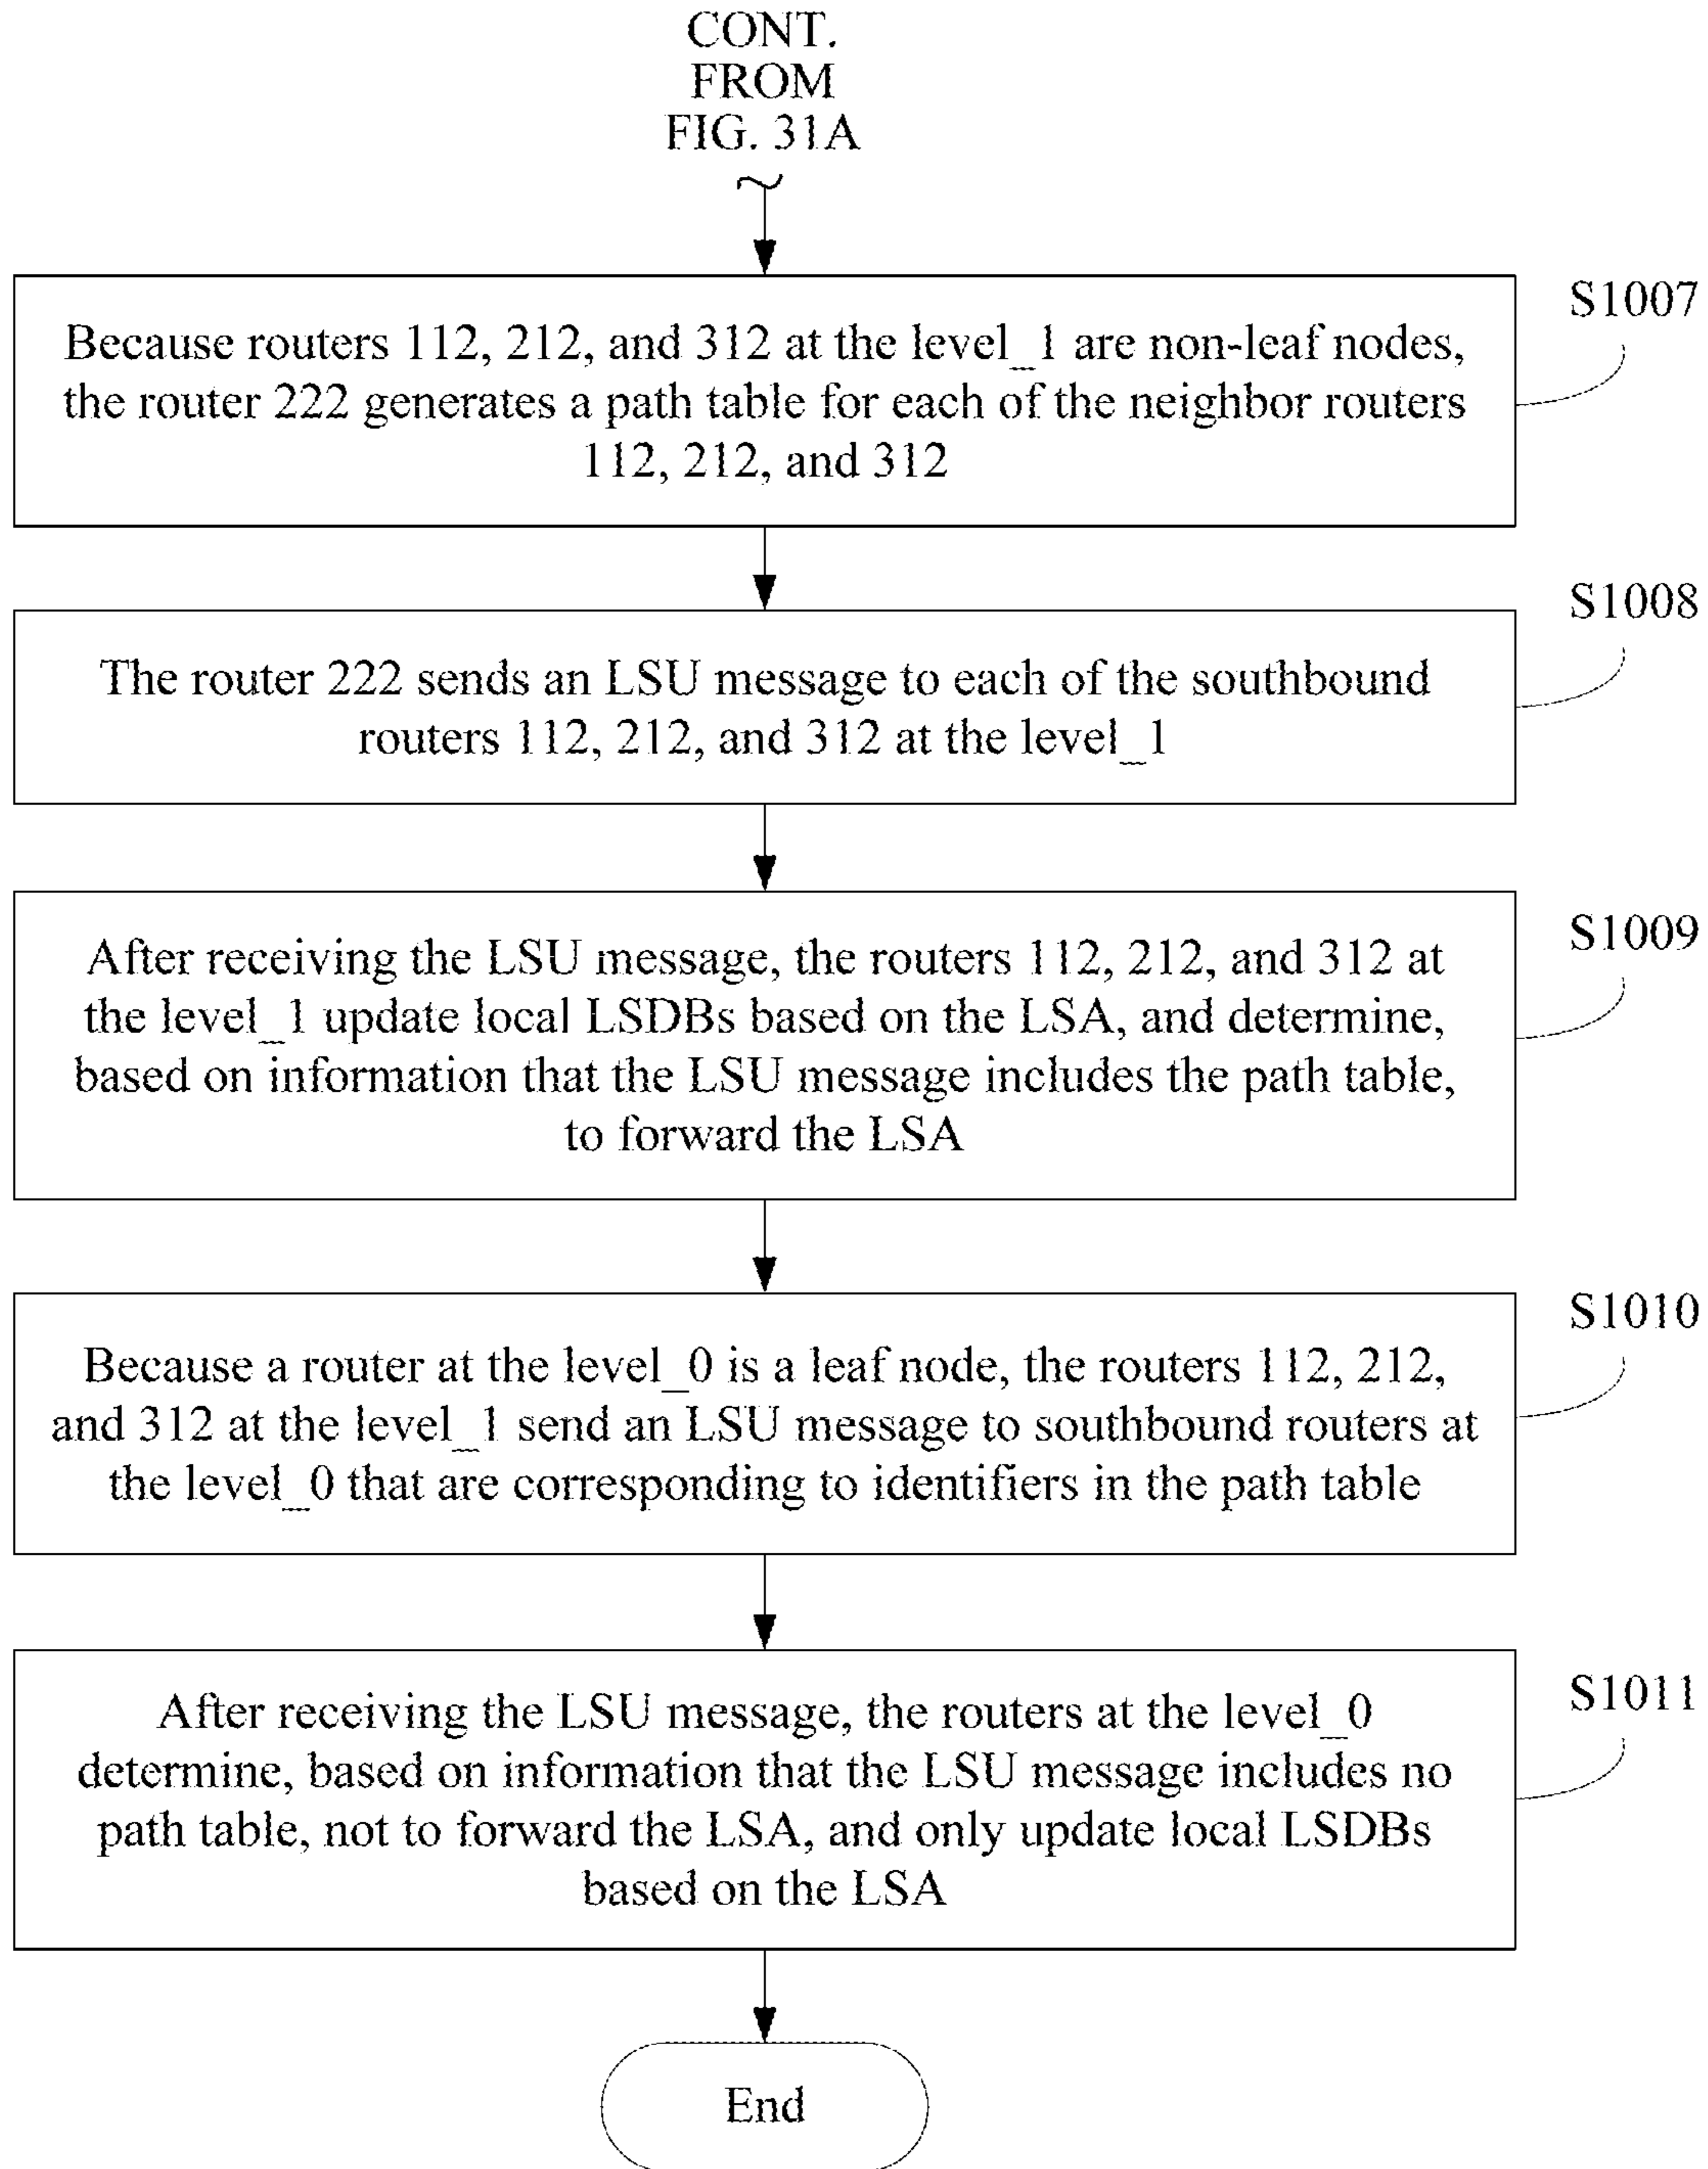 CONT.
FROM
FIG. 31A
S1007
Because routers 112, 212, and 312 at the level_1 are non-leaf nodes,
the router 222 generates a path table for each of the neighbor routers
112, 212, and 312
S1008
The router 222 sends an LSU message to each of the southbound
routers 112, 212, and 312 at the level_1
S1009
After receiving the LSU message, the routers 112, 212, and 312 at
the level_1 update local LSDBs based on the LSA, and determine,
based on information that the LSU message includes the path table,
to forward the LSA
S1010
Because a router at the level_0 is a leaf node, the routers 112, 212,
and 312 at the level_1 send an LSU message to southbound routers at
the level_0 that are corresponding to identifiers in the path table
S1011
After receiving the LSU message, the routers at the level_0
determine, based on information that the LSU message includes no
path table, not to forward the LSA, and only update local LSDBs
based on the LSA
End